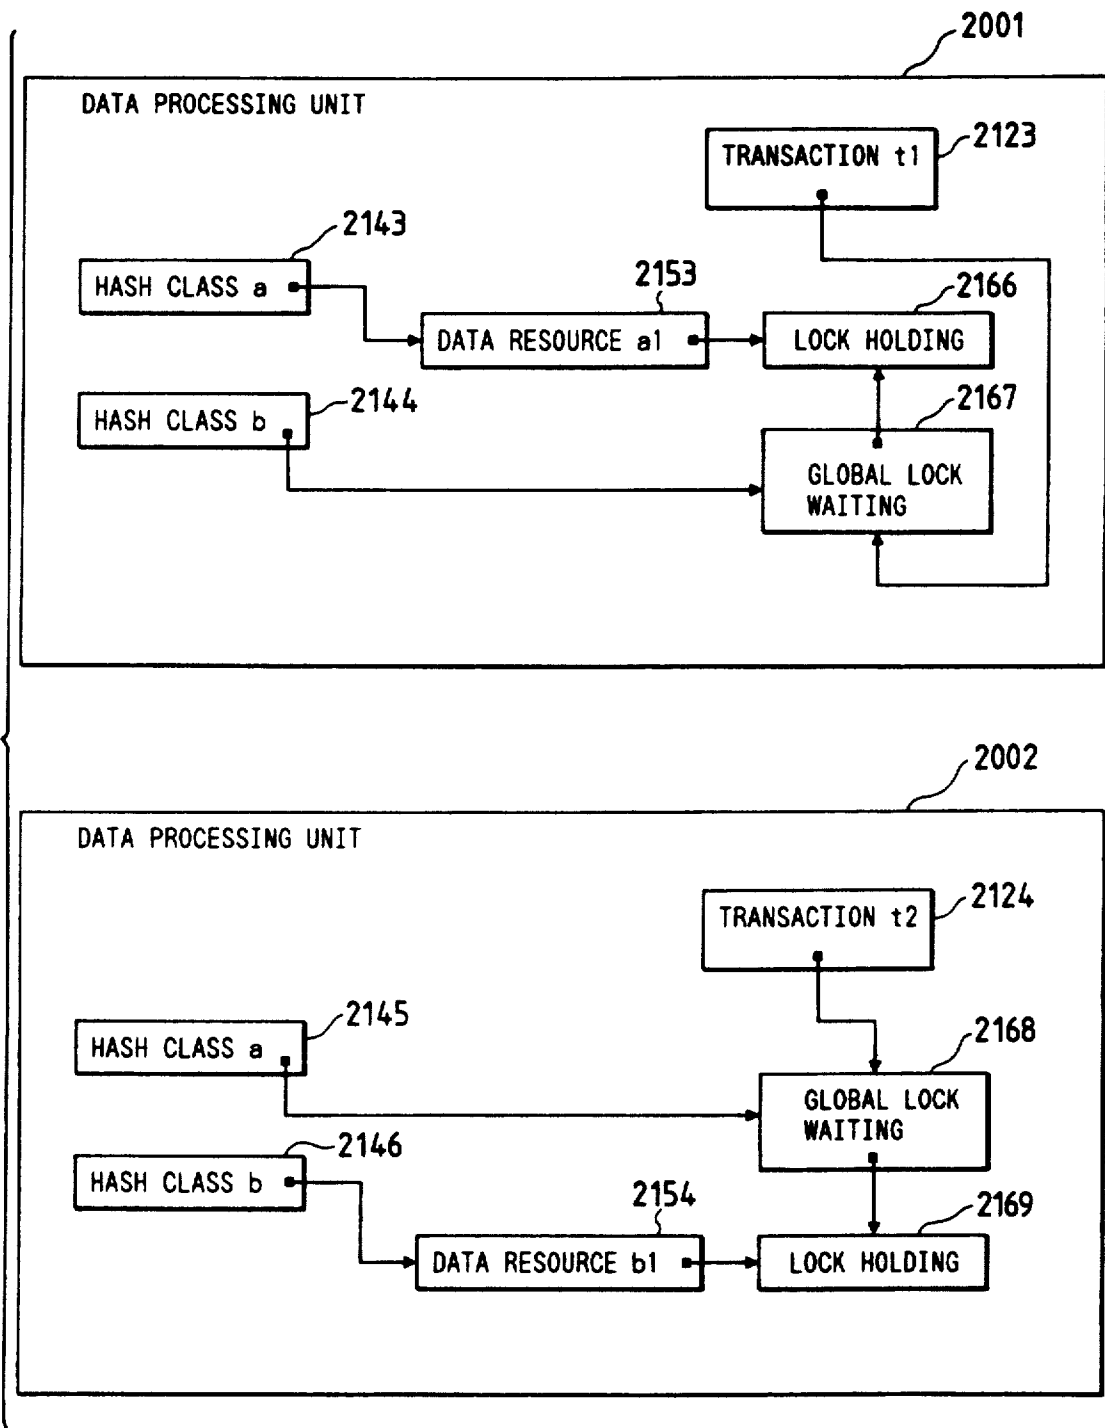 2001
DATA PROCESSING UNIT
TRANSACTION t1
2123
2143
HASH CLASS a
2153
DATA RESOURCE a1
2166
LOCK HOLDING
2144
HASH CLASS b
2167
GLOBAL LOCK
WAITING
2002
DATA PROCESSING UNIT
TRANSACTION t2
2124
2145
HASH CLASS a
2168
GLOBAL LOCK
WAITING
2146
HASH CLASS b
2154
DATA RESOURCE b1
2169
LOCK HOLDING